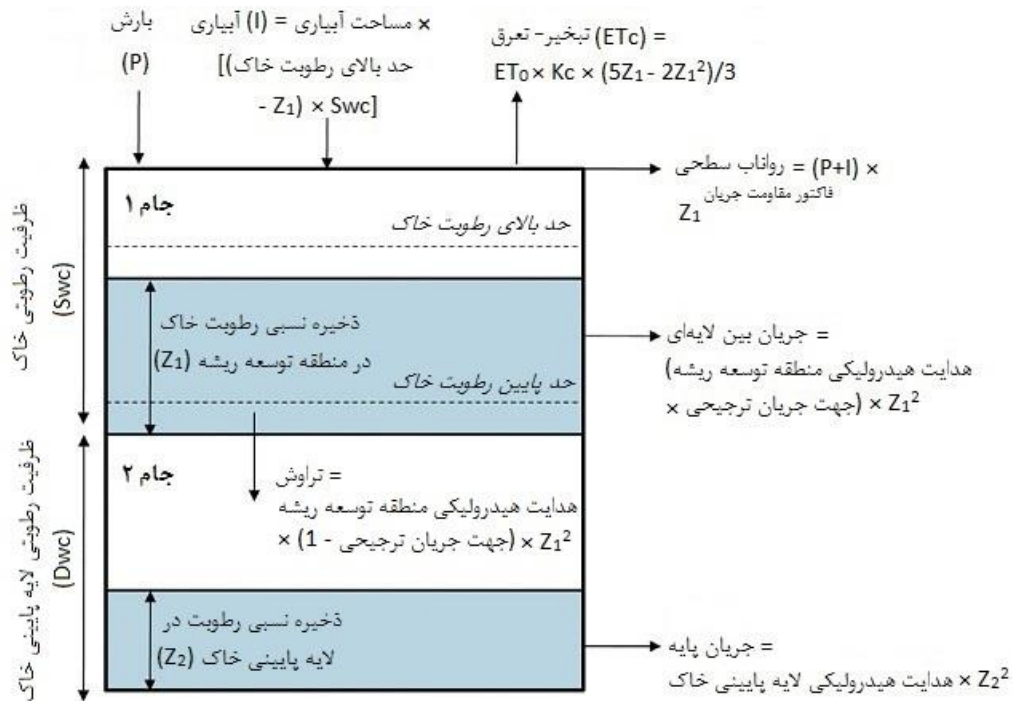 بارش
(P)
آبیاری (I) = مساحت آبیاری ×
[(حد بالای رطوبت خاک
- Z1) × Swc]
تبخیر- تعرق (ETc) =
ET0 × Kc × (5Z1 - 2Z1²)/3
رواناب سطحی = (P+I) ×
Z1 فاکتور مقاومت جریان
ظرفیت رطوبتی خاک
(Swc)
جام ۱
حد بالای رطوبت خاک
ذخیره نسبی رطوبت خاک
در منطقه توسعه ریشه (Z1)
حد پایین رطوبت خاک
جریان بین لایه‌ای =
(هدایت هیدرولیکی منطقه توسعه ریشه
× جهت جریان ترجیحی) × Z1²
ظرفیت رطوبتی لایه پایینی خاک
(Dwc)
جام ۲
تراوش =
هدایت هیدرولیکی منطقه توسعه ریشه
× (1 - جهت جریان ترجیحی) × Z1²
ذخیره نسبی رطوبت در
لایه پایینی خاک (Z2)
جریان پایه =
هدایت هیدرولیکی لایه پایینی خاک × Z2²